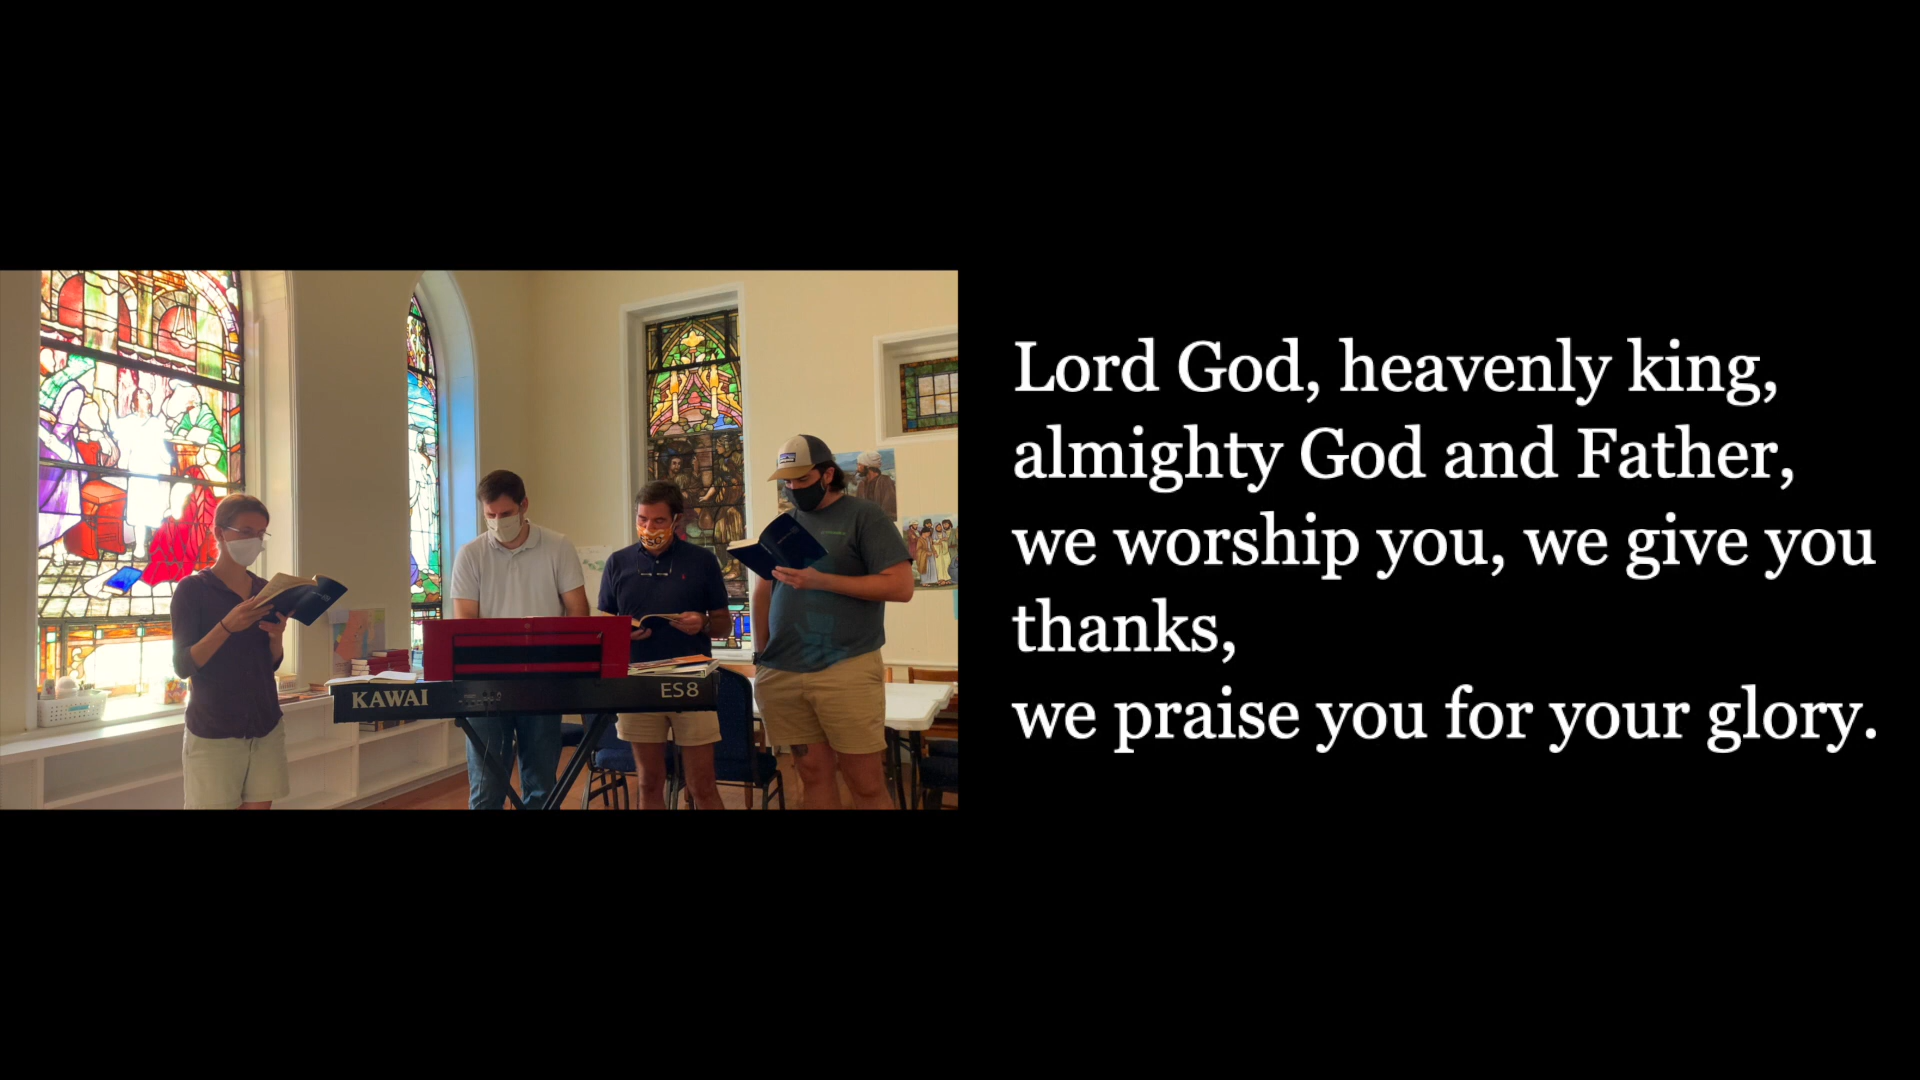 KAWAI
ES8
Lord God, heavenly king,
almighty God and Father,
we worship you, we give you
thanks,
we praise you for your glory.